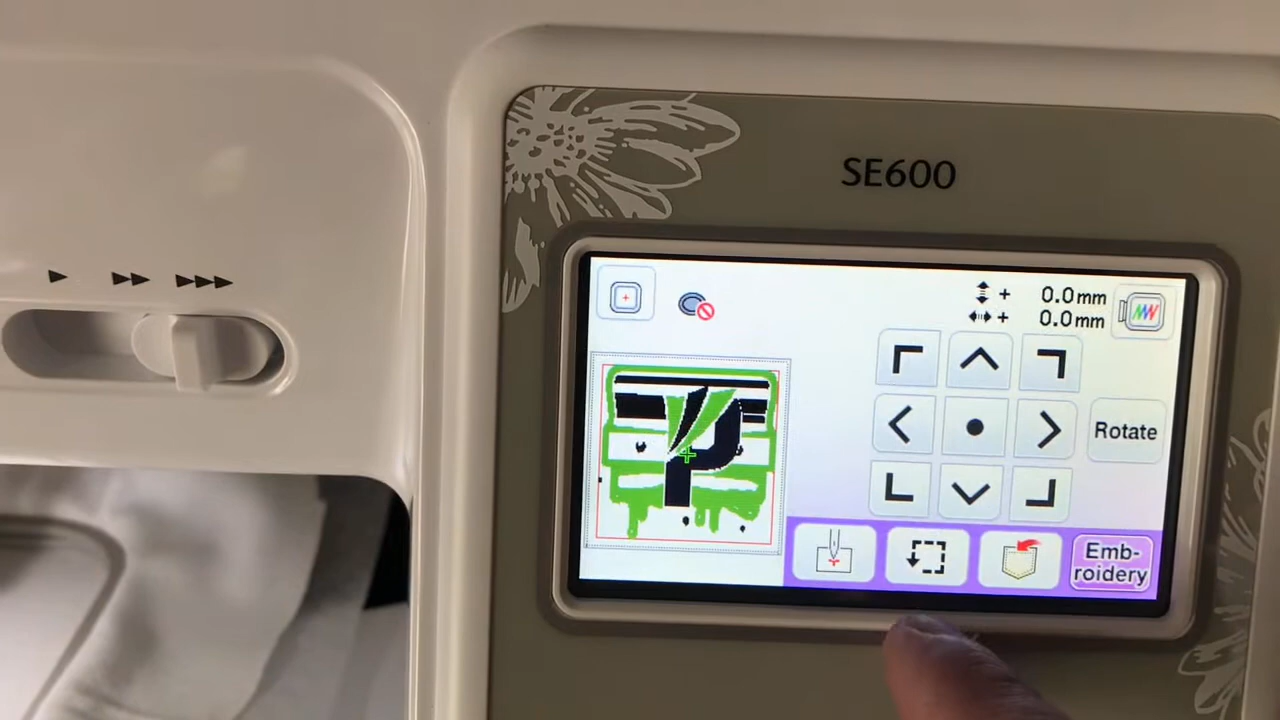 SE600
+ 0.0mm
+ 0.0mm
Rotate
Emb-
roidery